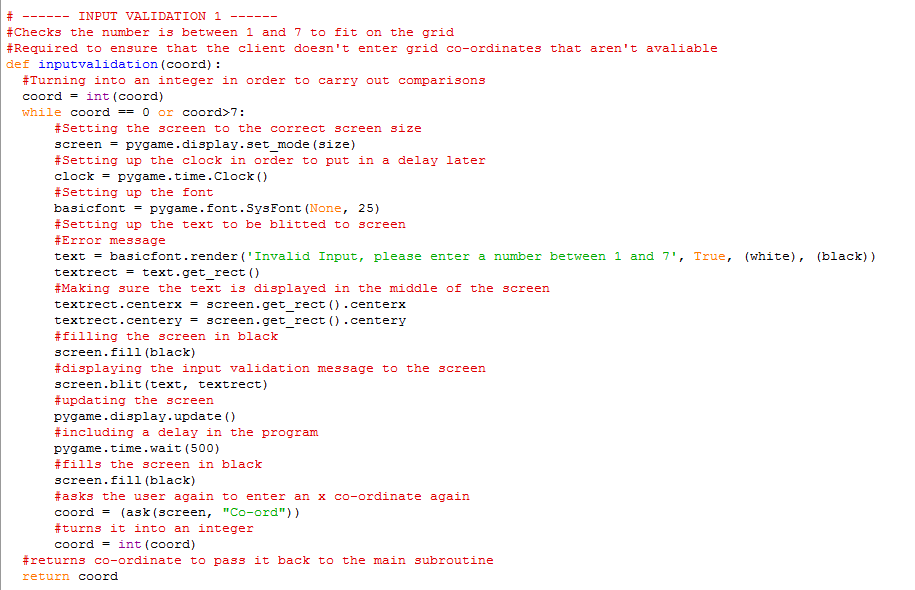 # ------ INPUT VALIDATION 1 ------
#Checks the number is between 1 and 7 to fit on the grid
#Required to ensure that the client doesn't enter grid co-ordinates that aren't avaliable
def inputvalidation(coord):
  #Turning into an integer in order to carry out comparisons
  coord = int(coord)
  while coord == 0 or coord>7:
      #Setting the screen to the correct screen size
      screen = pygame.display.set_mode(size)
      #Setting up the clock in order to put in a delay later
      clock = pygame.time.Clock()
      #Setting up the font
      basicfont = pygame.font.SysFont(None, 25)
      #Setting up the text to be blitted to screen
      #Error message
      text = basicfont.render('Invalid Input, please enter a number between 1 and 7', True, (white), (black))
      textrect = text.get_rect()
      #Making sure the text is displayed in the middle of the screen
      textrect.centerx = screen.get_rect().centerx
      textrect.centery = screen.get_rect().centery
      #filling the screen in black
      screen.fill(black)
      #displaying the input validation message to the screen
      screen.blit(text, textrect)
      #updating the screen
      pygame.display.update()
      #including a delay in the program
      pygame.time.wait(500)
      #fills the screen in black
      screen.fill(black)
      #asks the user again to enter an x co-ordinate again
      coord = (ask(screen, "Co-ord"))
      #turns it into an integer
      coord = int(coord)
  #returns co-ordinate to pass it back to the main subroutine
  return coord